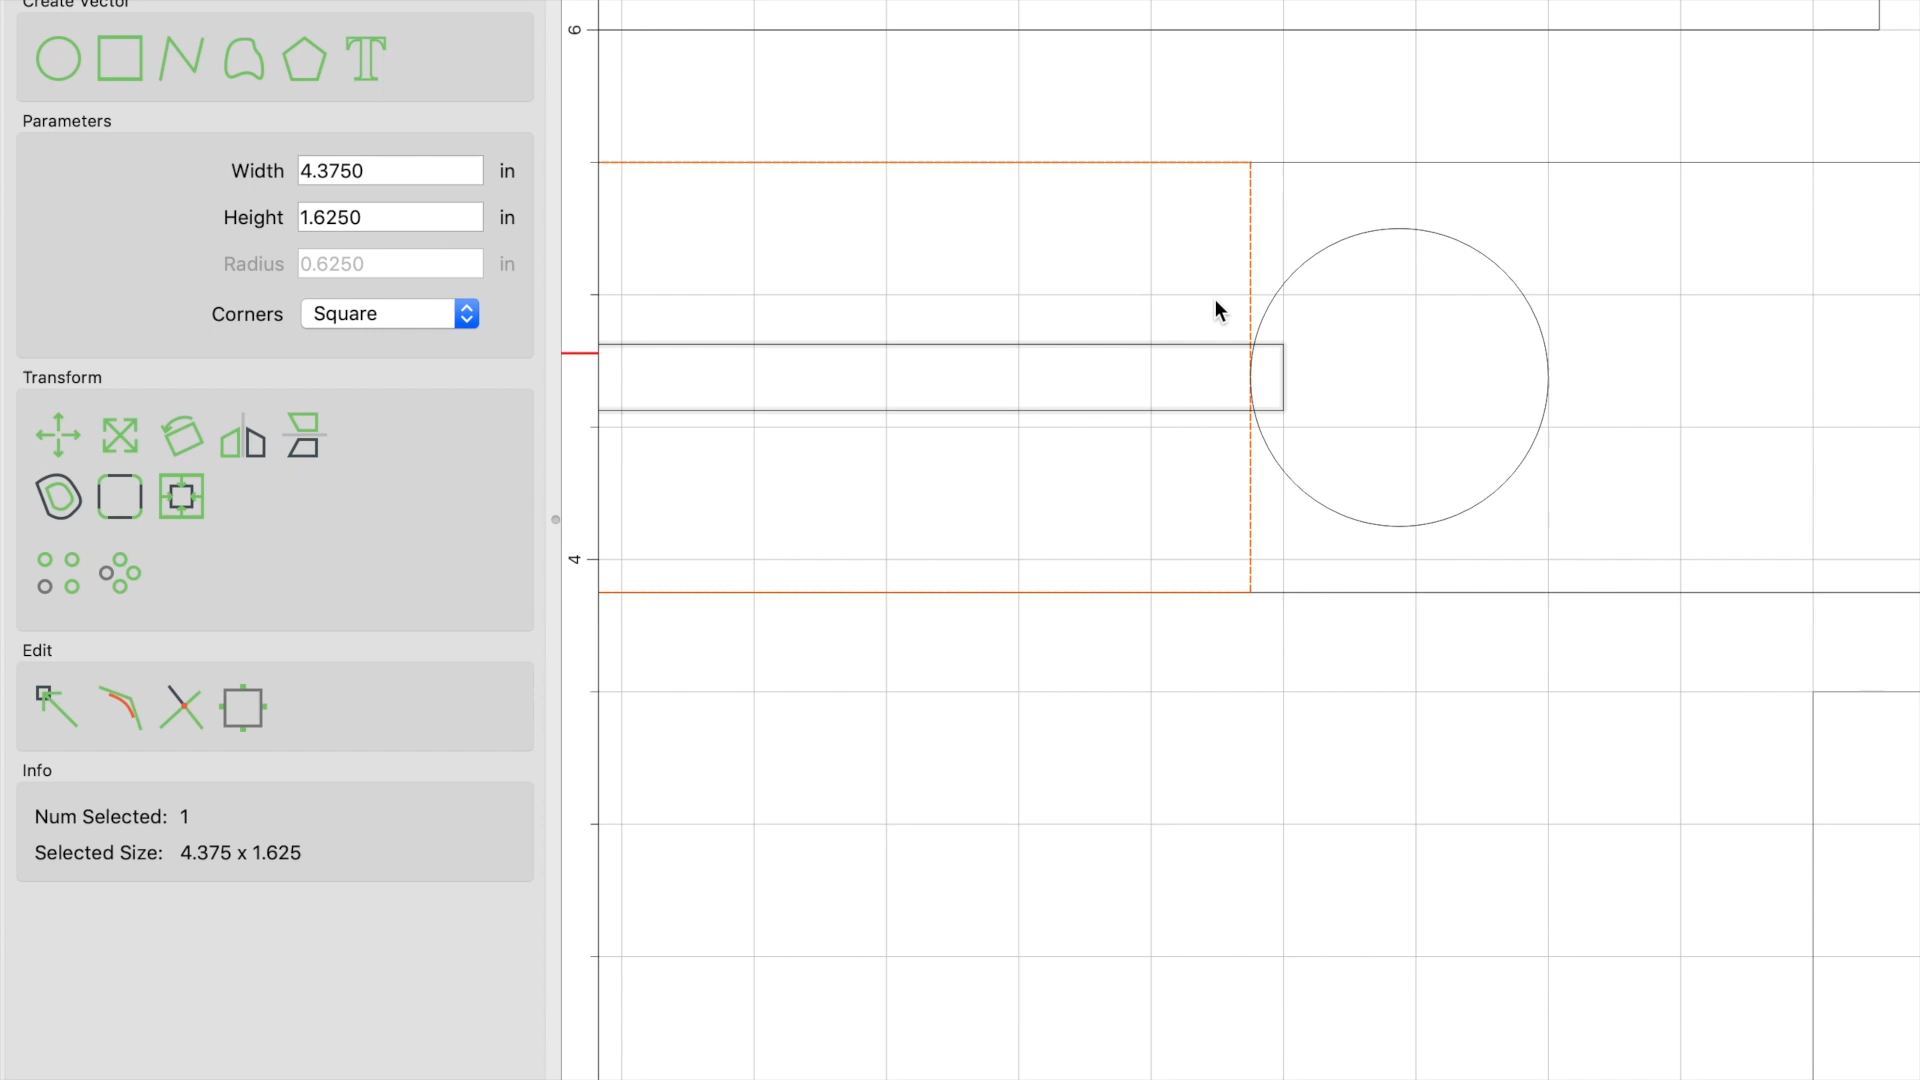 Create Vector
T
Parameters
Width 4.3750 in
Height 1.6250 in
Radius 0.6250 in
Corners Square
Transform
Edit
Info
Num Selected: 1
Selected Size: 4.375 x 1.625
6
4